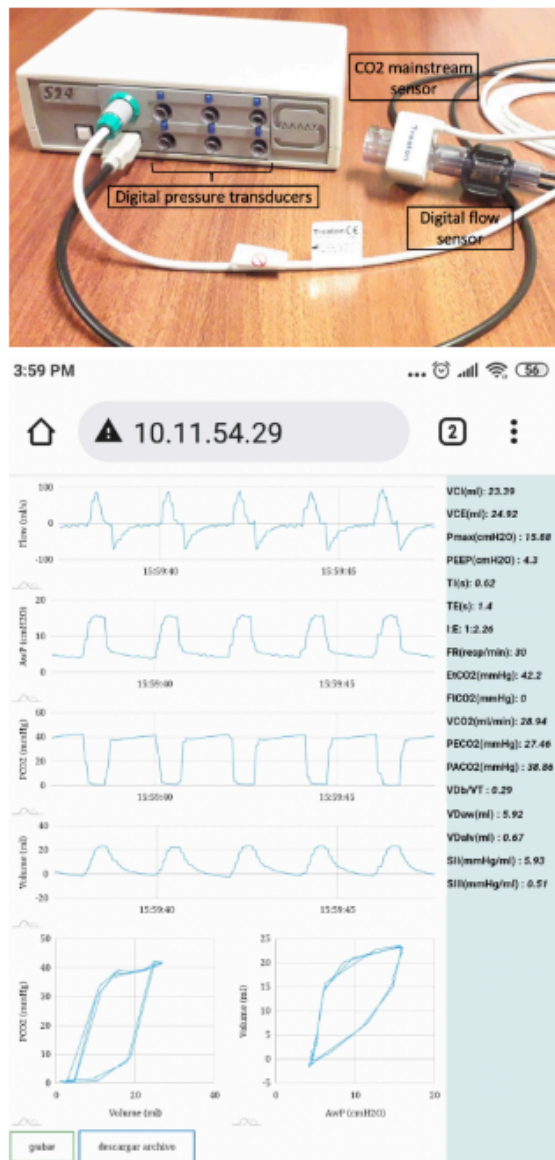 S24
CO2 mainstream
sensor
Digital pressure transducers
Digital flow
sensor
3:59 PM
56
10.11.54.29
2
Flow (ml/s)
100
0
-100
15:59:40
15:59:45
AwP (cmH2O)
20
10
0
15:59:40
15:59:45
PCO2 (mmHg)
60
40
20
0
15:59:40
15:59:45
Volume (ml)
40
20
0
-20
15:59:40
15:59:45
PCO2 (mmHg)
50
40
30
20
10
0
0
20
40
Volume (ml)
Volume (ml)
25
20
15
10
5
0
-5
0
10
20
AwP (cmH2O)
VCI(ml): 23.39
VCE(ml): 24.92
Pmax(cmH2O) : 15.88
PEEP(cmH2O) : 4.3
TI(s): 0.62
TE(s): 1.4
I:E: 1:2.26
FR(resp/min): 30
EtCO2(mmHg): 42.2
FiCO2(mmHg): 0
VCO2(ml/min): 28.94
PECO2(mmHg): 27.46
PACO2(mmHg) : 38.86
VDb/VT : 0.29
VDaw(ml) : 5.92
VDalv(ml) : 0.67
SII(mmHg/ml) : 5.93
SIII(mmHg/ml) : 0.51
grabar
descargar archivo